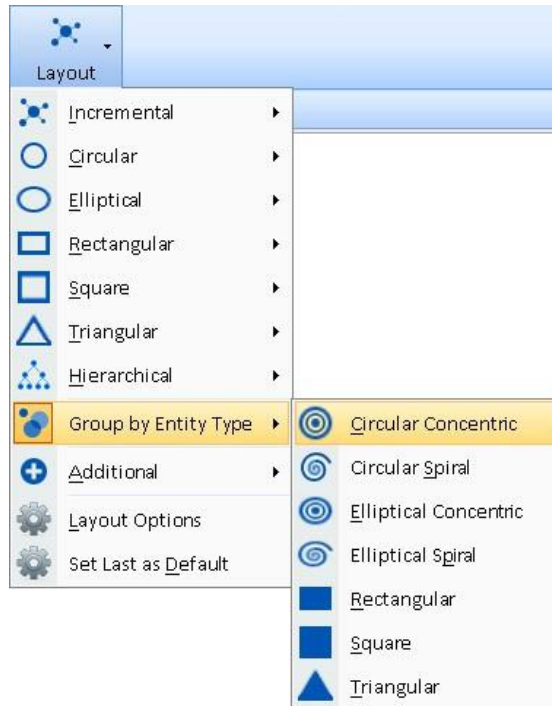 Layout
Incremental
Circular
Elliptical
Rectangular
Square
Triangular
Hierarchical
Group by Entity Type
Additional
Layout Options
Set Last as Default
Circular Concentric
Circular Spiral
Elliptical Concentric
Elliptical Spiral
Rectangular
Square
Triangular